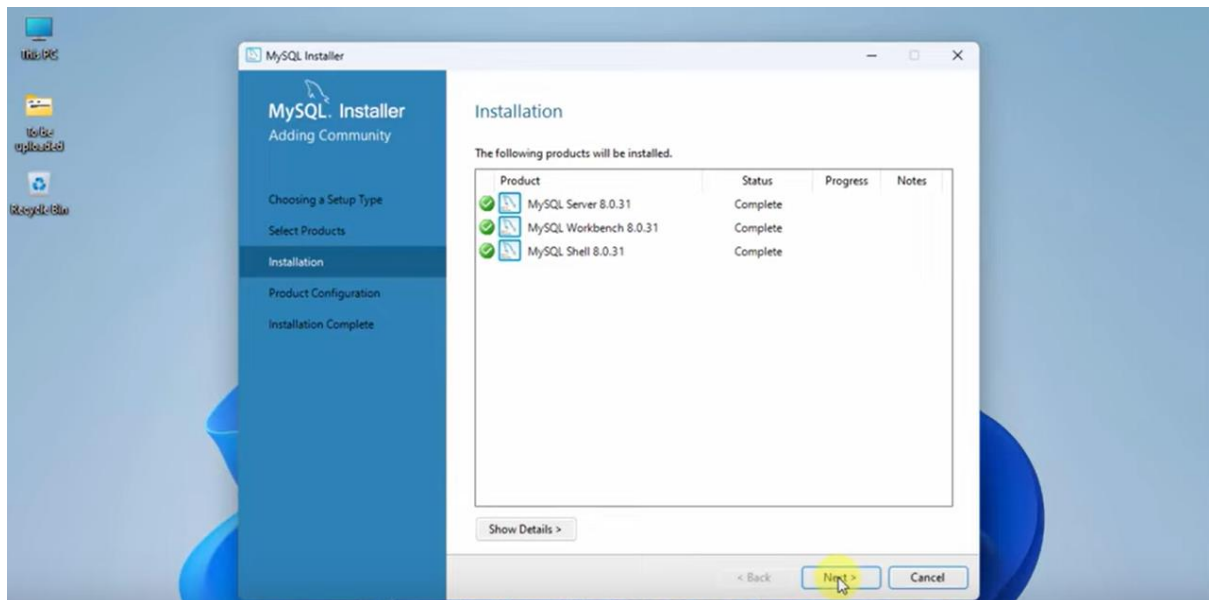 This PC
To be
uploaded
Recycle Bin
MySQL Installer
MySQL. Installer
Adding Community
Choosing a Setup Type
Select Products
Installation
Product Configuration
Installation Complete
Installation
The following products will be installed.
Product Status Progress Notes
MySQL Server 8.0.31 Complete
MySQL Workbench 8.0.31 Complete
MySQL Shell 8.0.31 Complete
Show Details >
< Back Next > Cancel